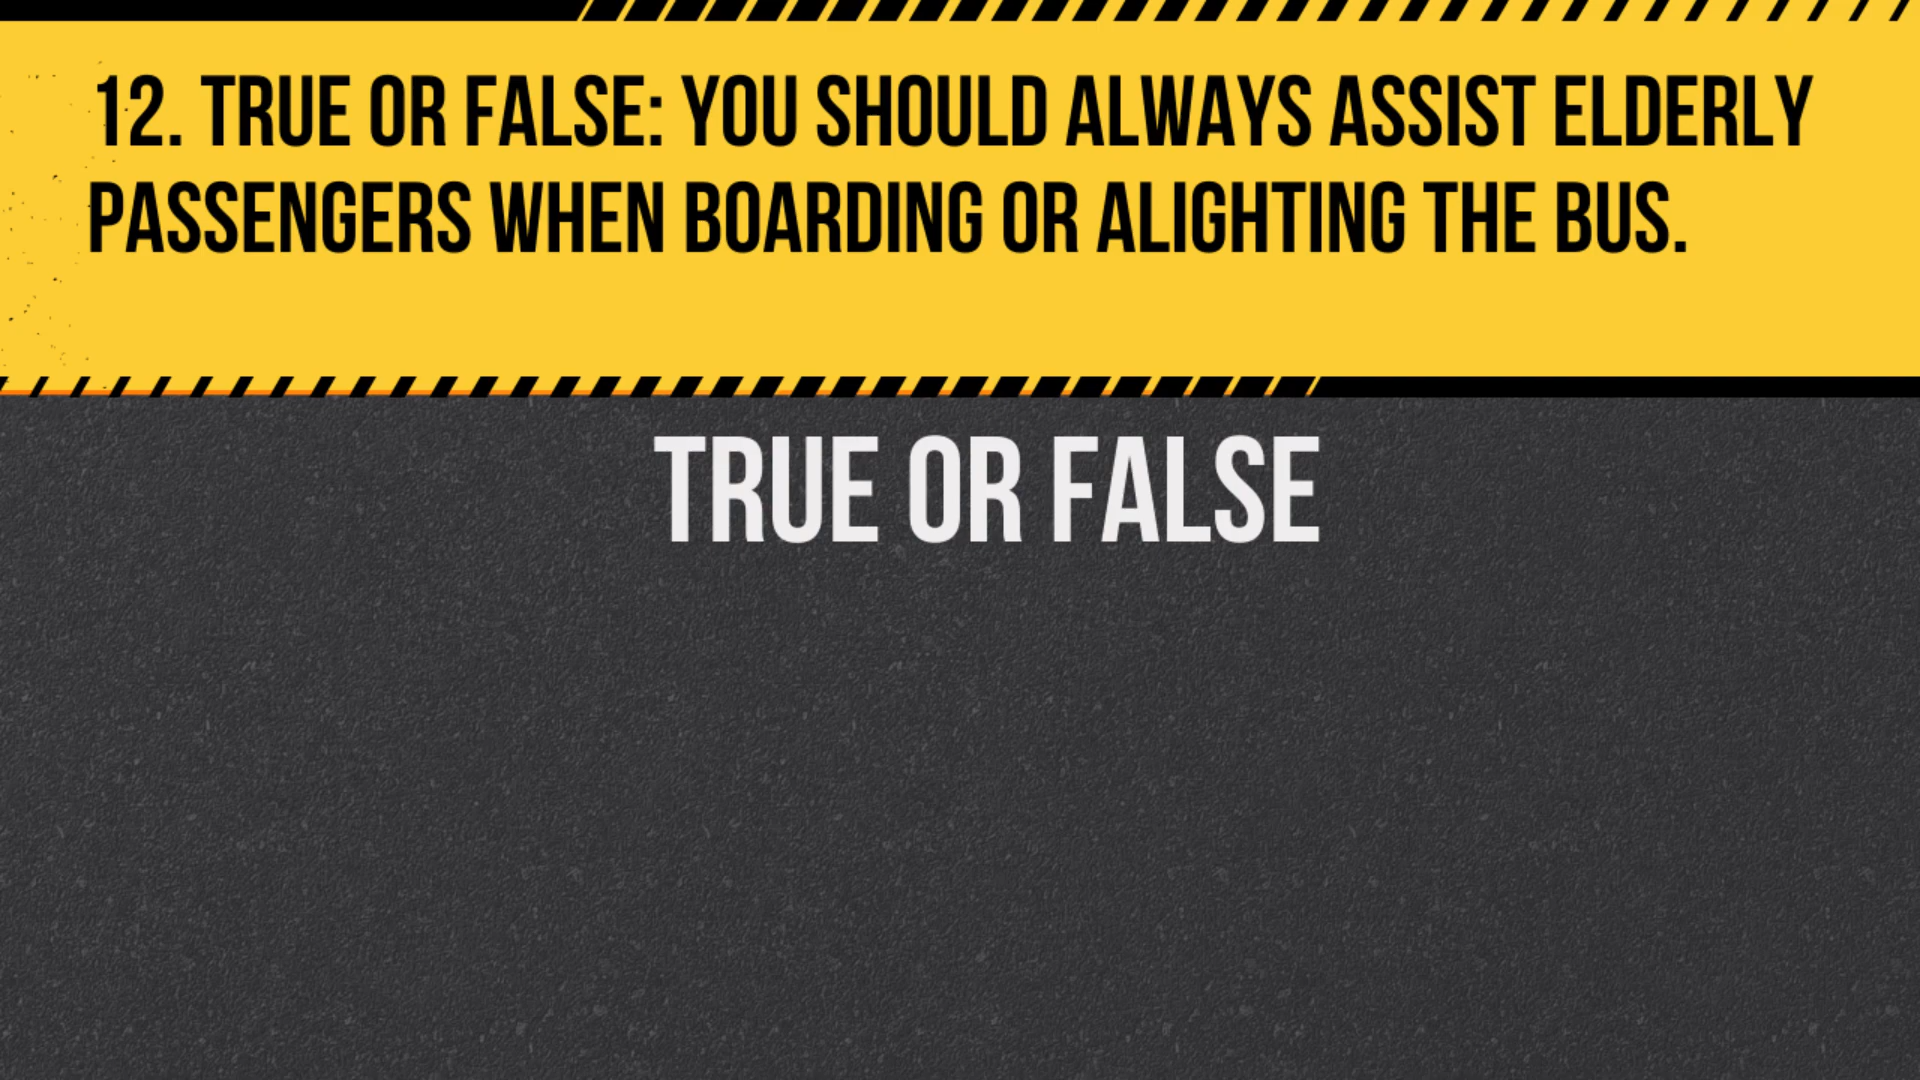 12. TRUE OR FALSE: YOU SHOULD ALWAYS ASSIST ELDERLY
PASSENGERS WHEN BOARDING OR ALIGHTING THE BUS.
TRUE OR FALSE